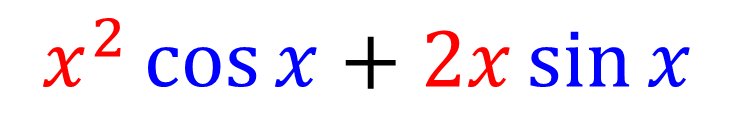 x² cos x + 2x sin x